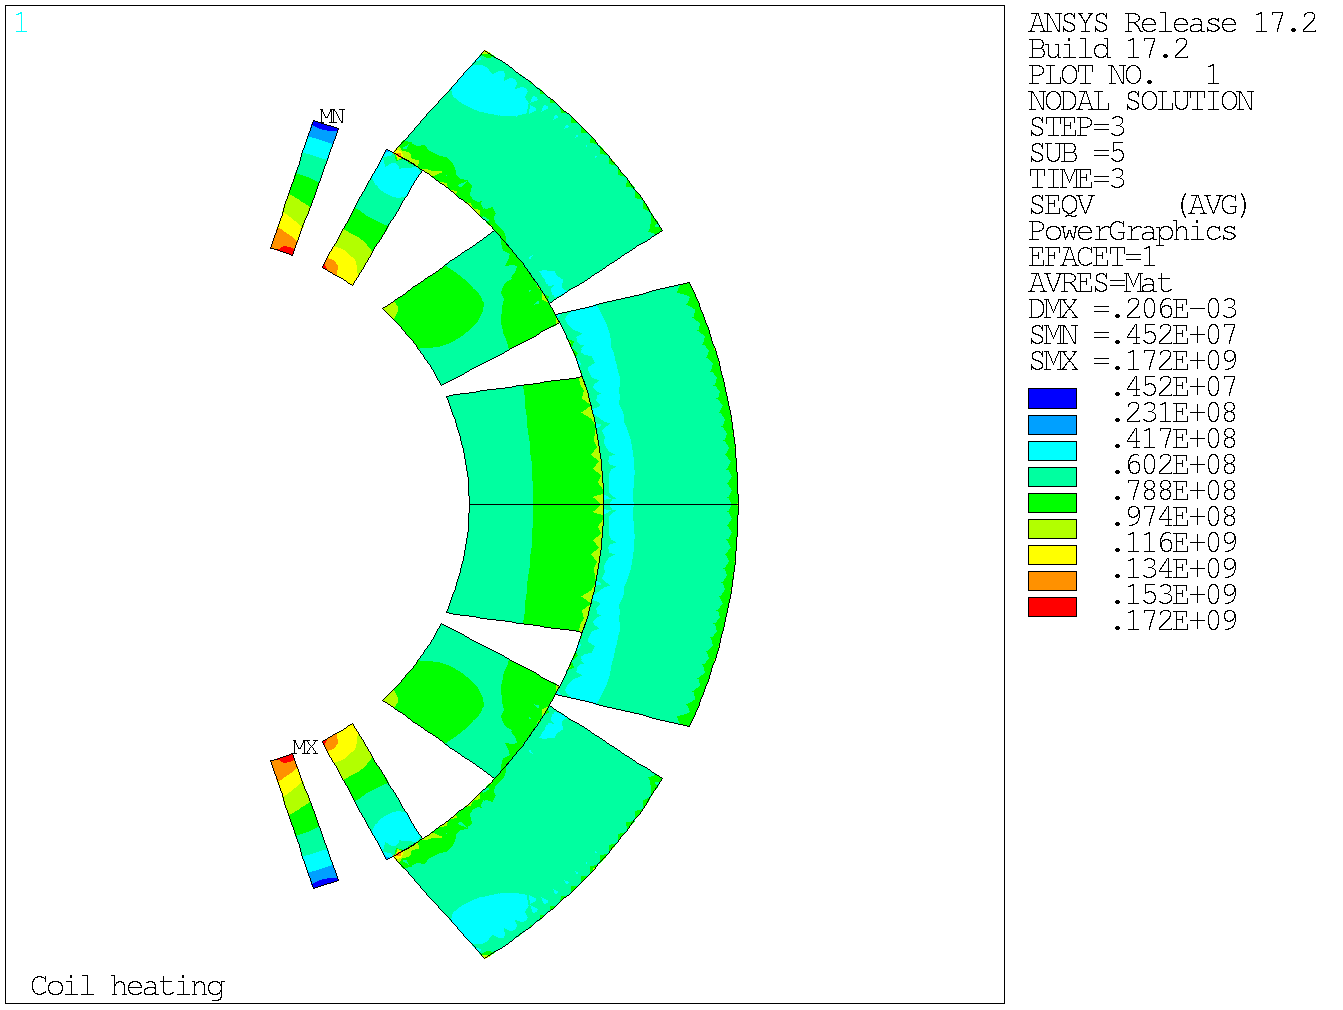 1
ANSYS Release 17.2
Build 17.2
PLOT NO. 1
NODAL SOLUTION
STEP=3
SUB =5
TIME=3
SEQV (AVG)
PowerGraphics
EFACET=1
AVRES=Mat
DMX =.206E-03
SMN =.452E+07
SMX =.172E+09
.452E+07
.231E+08
.417E+08
.602E+08
.788E+08
.974E+08
.116E+09
.134E+09
.153E+09
.172E+09
MN
MX
Coil heating